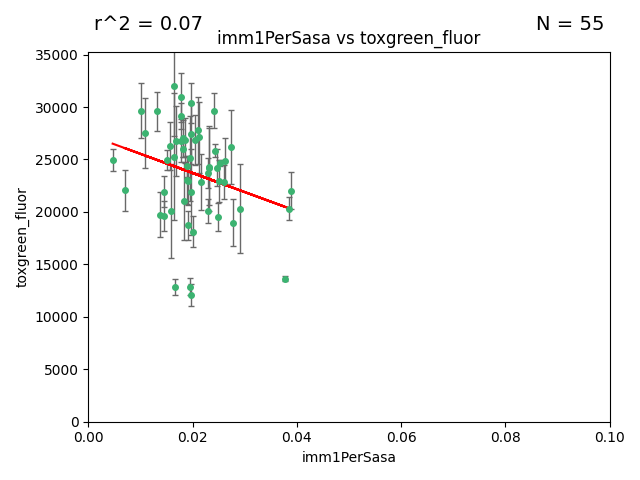 r^2 = 0.07
N = 55
imm1PerSasa vs toxgreen_fluor
35000
30000
25000
20000
15000
10000
5000
0
toxgreen_fluor
0.00
0.02
0.04
0.06
0.08
0.10
imm1PerSasa